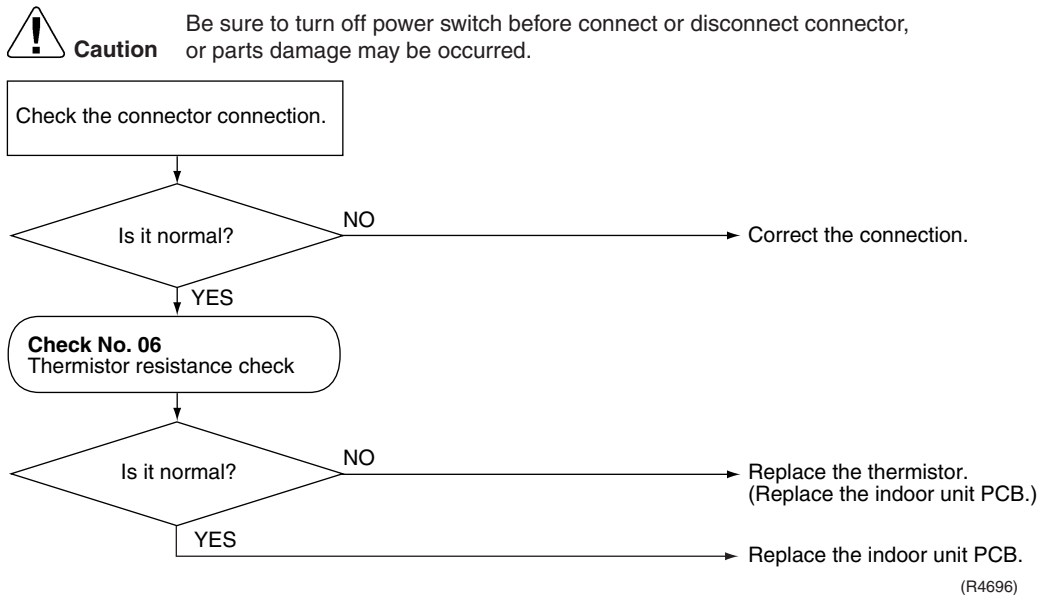 Be sure to turn off power switch before connect or disconnect connector,
Caution or parts damage may be occurred.
Check the connector connection.
Is it normal?
NO
Correct the connection.
YES
Check No. 06
Thermistor resistance check
Is it normal?
NO
Replace the thermistor.
(Replace the indoor unit PCB.)
YES
Replace the indoor unit PCB.
(R4696)